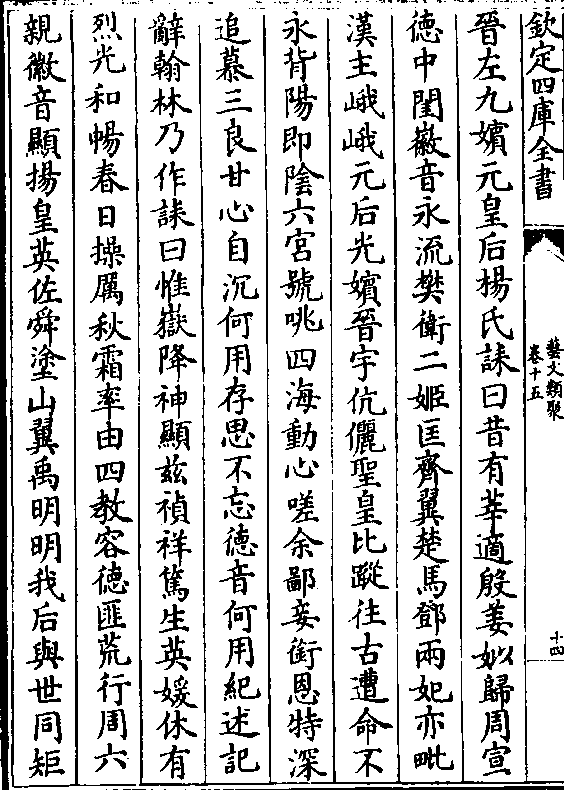 欽定四庫全書
藝文類聚
卷十五
十四
晉左九嬪元皇后楊氏誄曰昔有莘適殷姜姒歸周宣
徳中閨徽音永流樊衛二姬匡齊翼楚馬鄧兩妃亦毗
漢主峨峨元后光嬪晉宇伉儷聖皇比蹤往古遭命不
永背陽即陰六宮號咷四海動心嗟余鄙妾銜恩特深
追慕三良甘心自沉何用存思不忘徳音何用紀述記
辭翰林乃作誄曰惟嶽降神顯兹禎祥篤生英媛休有
烈光和暢春日操厲秋霜率由四教容徳匪荒行周六
親徽音顯揚皇英佐舜塗山翼禹明明我后與世同矩